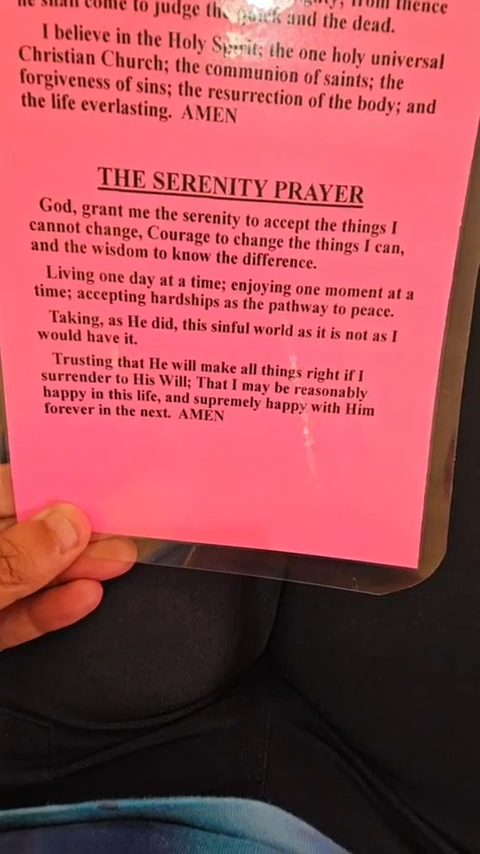 he shall come to judge the quick and the dead.
I believe in the Holy Spirit; the one holy universal
Christian Church; the communion of saints; the
forgiveness of sins; the resurrection of the body; and
the life everlasting. AMEN
THE SERENITY PRAYER
God, grant me the serenity to accept the things I
cannot change, Courage to change the things I can,
and the wisdom to know the difference.
Living one day at a time; enjoying one moment at a
time; accepting hardships as the pathway to peace.
Taking, as He did, this sinful world as it is not as I
would have it.
Trusting that He will make all things right if I
surrender to His Will; That I may be reasonably
happy in this life, and supremely happy with Him
forever in the next. AMEN